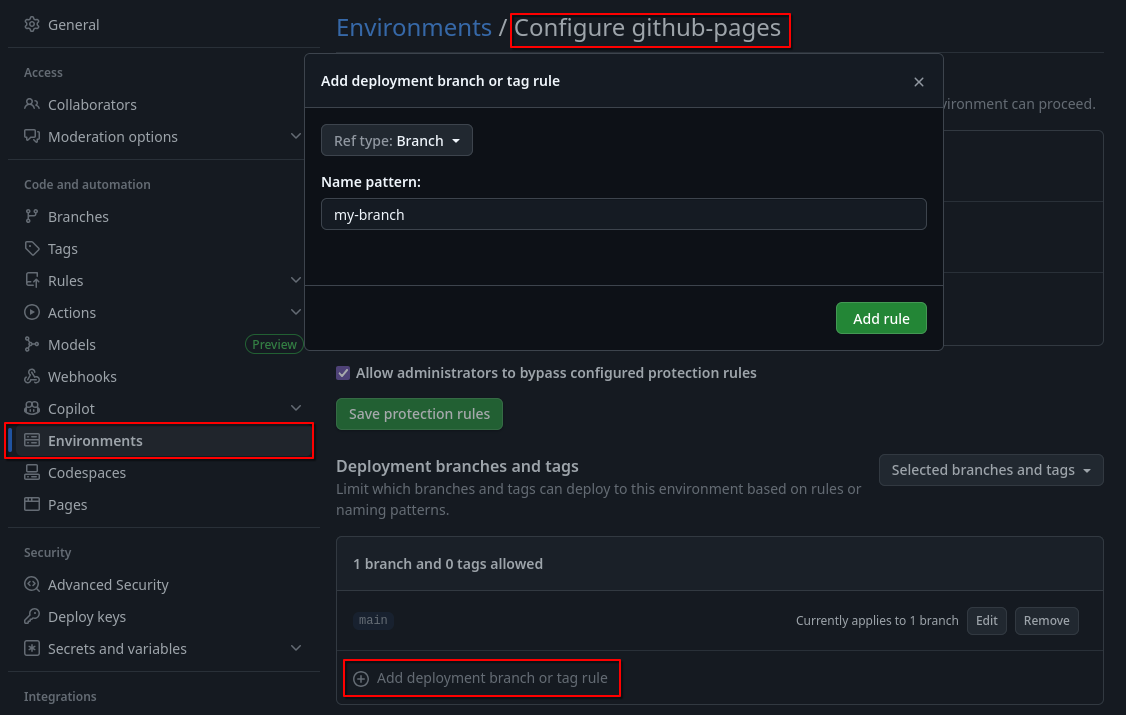 General
Access
Collaborators
Moderation options
Code and automation
Branches
Tags
Rules
Actions
Models Preview
Webhooks
Copilot
Environments
Codespaces
Pages
Security
Advanced Security
Deploy keys
Secrets and variables
Integrations
Environments / Configure github-pages
Add deployment branch or tag rule
environment can proceed.
Ref type: Branch
Name pattern:
my-branch
Add rule
Allow administrators to bypass configured protection rules
Save protection rules
Deployment branches and tags
Limit which branches and tags can deploy to this environment based on rules or
naming patterns.
Selected branches and tags
1 branch and 0 tags allowed
main Currently applies to 1 branch Edit Remove
Add deployment branch or tag rule